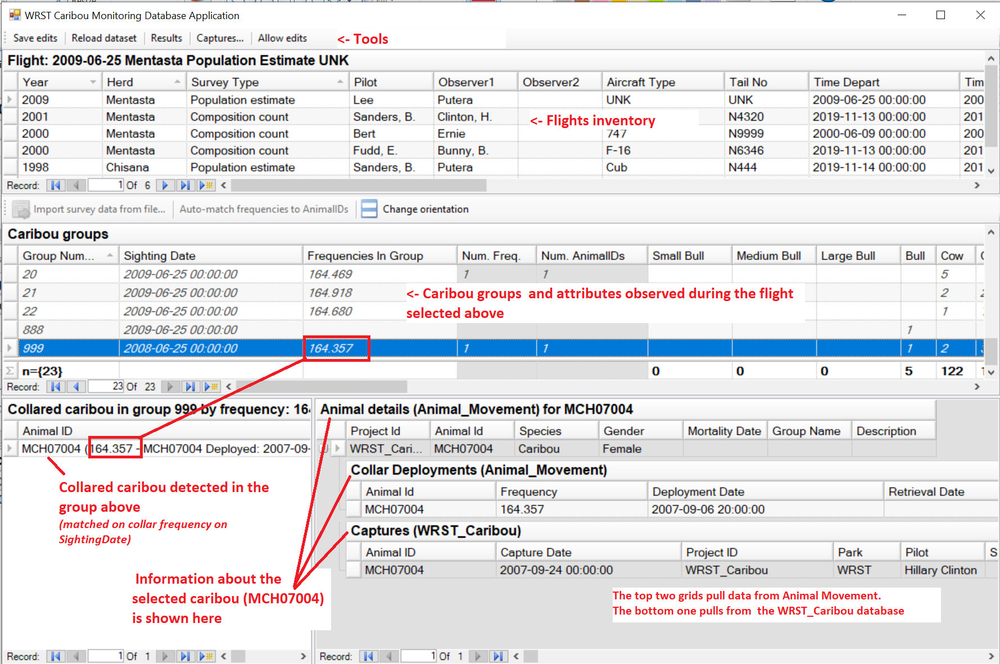 WRST Caribou Monitoring Database Application
Save edits Reload dataset Results Captures... Allow edits <- Tools
Flight: 2009-06-25 Mentasta Population Estimate UNK
Year Herd Survey Type Pilot Observer1 Observer2 Aircraft Type Tail No Time Depart Tim
2009 Mentasta Population estimate Lee Putera UNK UNK 2009-06-25 00:00:00 200
2001 Mentasta Composition count Sanders, B. Clinton, H. N4320 2019-11-13 00:00:00 201
<- Flights inventory
2000 Mentasta Composition count Bert Ernie 747 N9999 2000-06-09 00:00:00 200
2000 Mentasta Composition count Fudd, E. Bunny, B. F-16 N6346 2019-11-13 00:00:00 201
1998 Chisana Population estimate Sanders, B. Putera Cub N444 2019-11-14 00:00:00 201
Record: 1 Of 6
Import survey data from file... Auto-match frequencies to AnimalIDs Change orientation
Caribou groups
Group Num... Sighting Date Frequencies In Group Num. Freq. Num. AnimalIDs Small Bull Medium Bull Large Bull Bull Cow
20 2009-06-25 00:00:00 164.469 1 1 5
21 2009-06-25 00:00:00 164.918 2
<- Caribou groups and attributes observed during the flight
selected above
22 2009-06-25 00:00:00 164.680 1
888 2009-06-25 00:00:00 1
999 2008-06-25 00:00:00 164.357 1 1 1 2
Σ n={23} 0 0 0 5 122 1
Record: 23 Of 23
Collared caribou in group 999 by frequency: 164
Animal ID
MCH07004 (164.357 - MCH07004 Deployed: 2007-09-
Collared caribou detected in the
group above
(matched on collar frequency on
SightingDate)
Information about the
selected caribou (MCH07004)
is shown here
Record: 1 Of 1
Animal details (Animal_Movement) for MCH07004
Project Id Animal Id Species Gender Mortality Date Group Name Description
WRST_Cari... MCH07004 Caribou Female
Collar Deployments (Animal_Movement)
Animal Id Frequency Deployment Date Retrieval Date
MCH07004 164.357 2007-09-06 20:00:00
Captures (WRST_Caribou)
Animal ID Capture Date Project ID Park Pilot S
MCH07004 2007-09-24 00:00:00 WRST_Caribou WRST Hillary Clinton
The top two grids pull data from Animal Movement.
The bottom one pulls from the WRST_Caribou database
Record: 1 Of 1